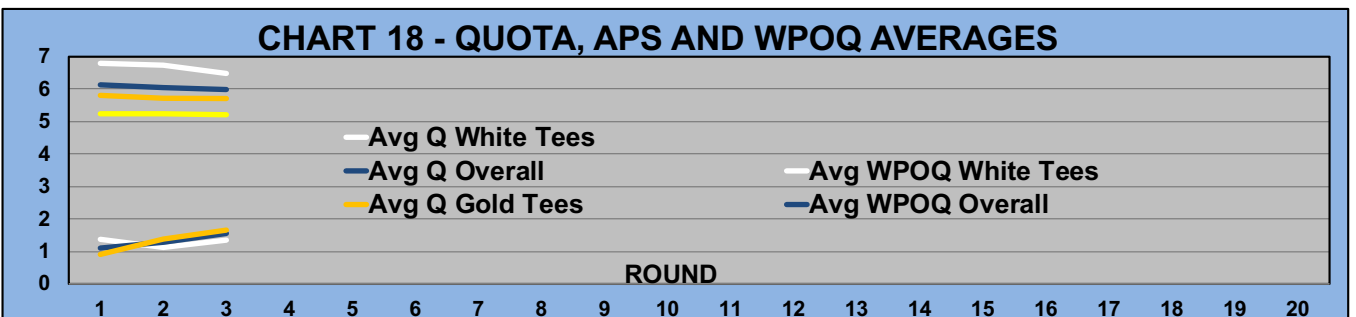 CHART 18 - QUOTA, APS AND WPOQ AVERAGES
7
6
5
4
3
2
1
0
Avg Q White Tees
Avg Q Overall Avg WPOQ White Tees
Avg Q Gold Tees Avg WPOQ Overall
ROUND
1 2 3 4 5 6 7 8 9 10 11 12 13 14 15 16 17 18 19 20